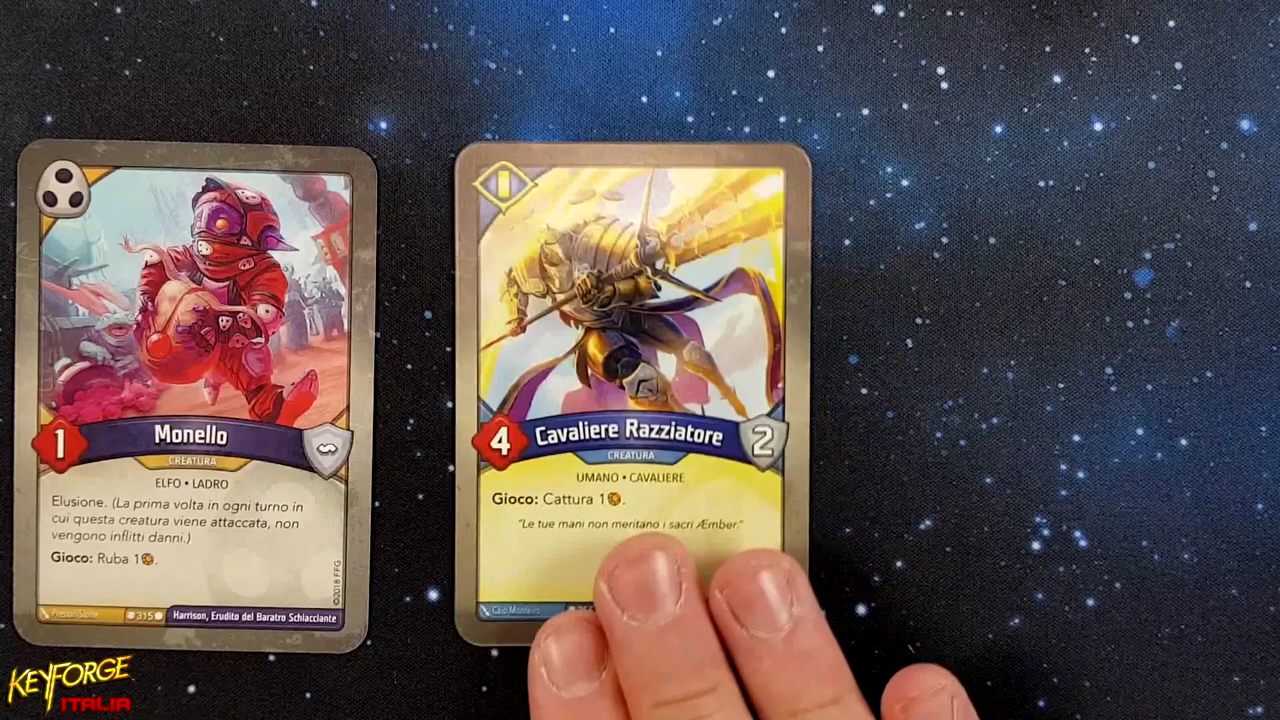 1
Monello
CREATURA
ELFO • LADRO
Elusione. (La prima volta in ogni turno in
cui questa creatura viene attaccata, non
vengono inflitti danni.)
Gioco: Ruba 1.
©2018 FFG
315
Harrison, Erudito del Baratro Schiacciante
4
Cavaliere Razziatore
2
CREATURA
UMANO • CAVALIERE
Gioco: Cattura 1.
"Le tue mani non meritano i sacri Æmber."
KEYFORGE
ITALIA